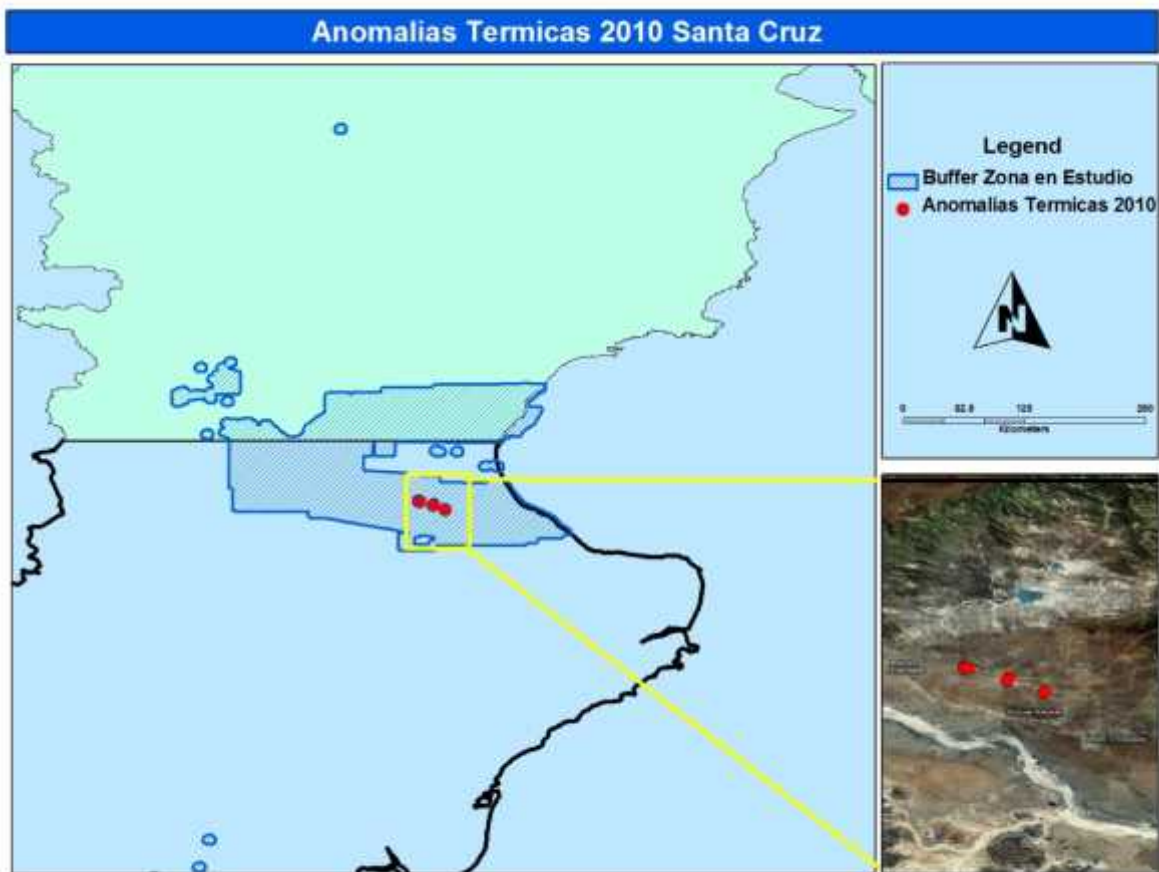 Anomalias Termicas 2010 Santa Cruz
Legend
Buffer Zona en Estudio
Anomalias Termicas 2010
N
0 62.5 125 250
Kilometers